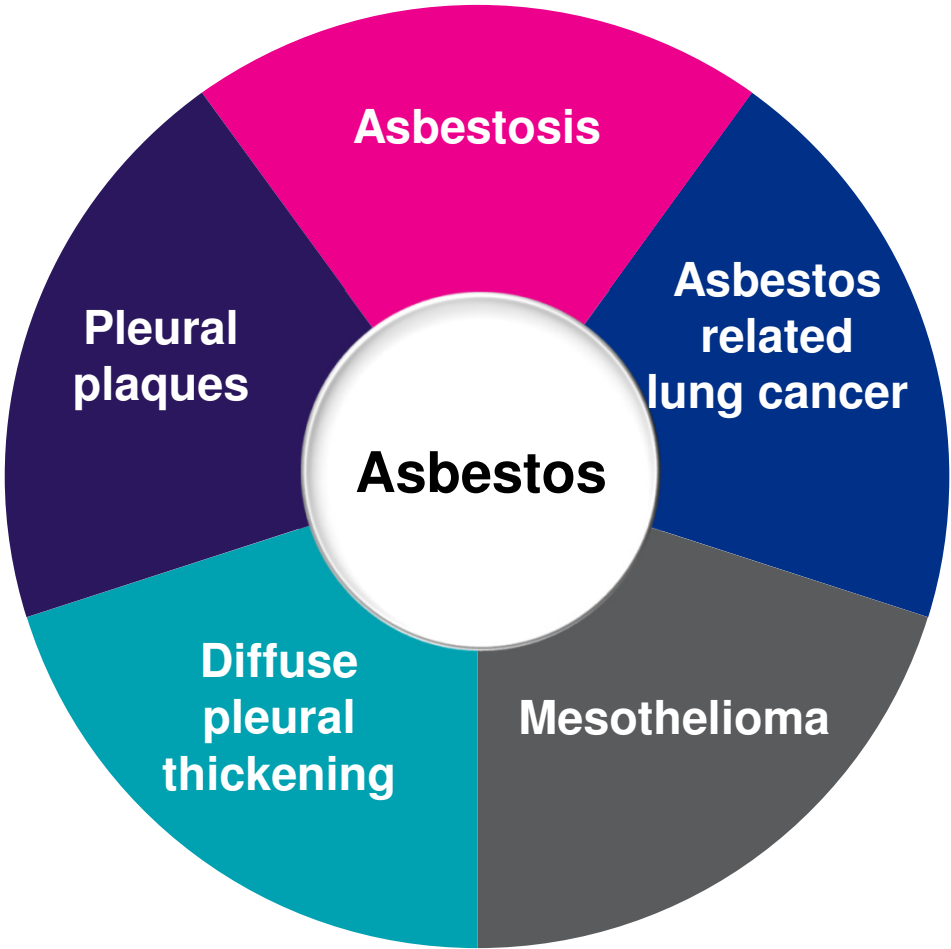 Asbestosis
Asbestos
related
lung cancer
Mesothelioma
Diffuse
pleural
thickening
Pleural
plaques
Asbestos